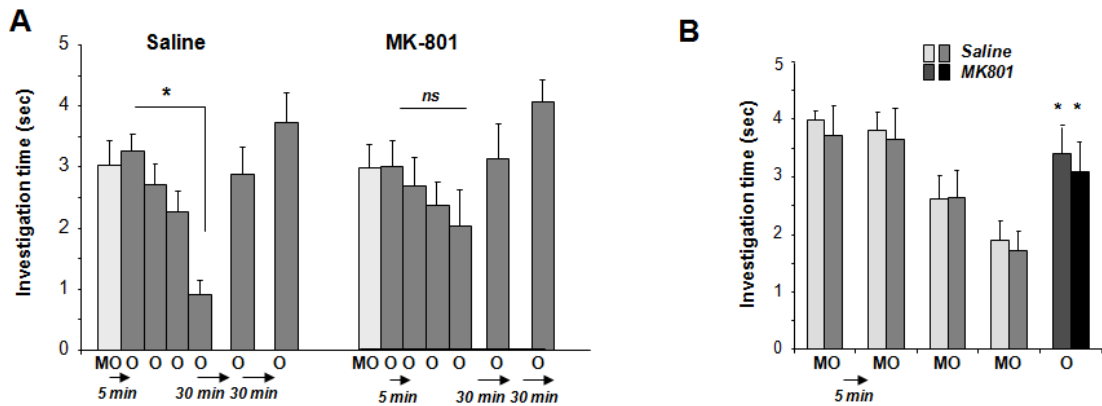 A
Saline
MK-801
Investigation time (sec)
5
4
3
2
1
0
*
ns
MO O O O O O O
5 min 30 min 30 min
MO O O O O O O
5 min 30 min 30 min
B
Saline
MK801
Investigation time (sec)
5
4
3
2
1
0
* *
MO MO MO MO O
5 min